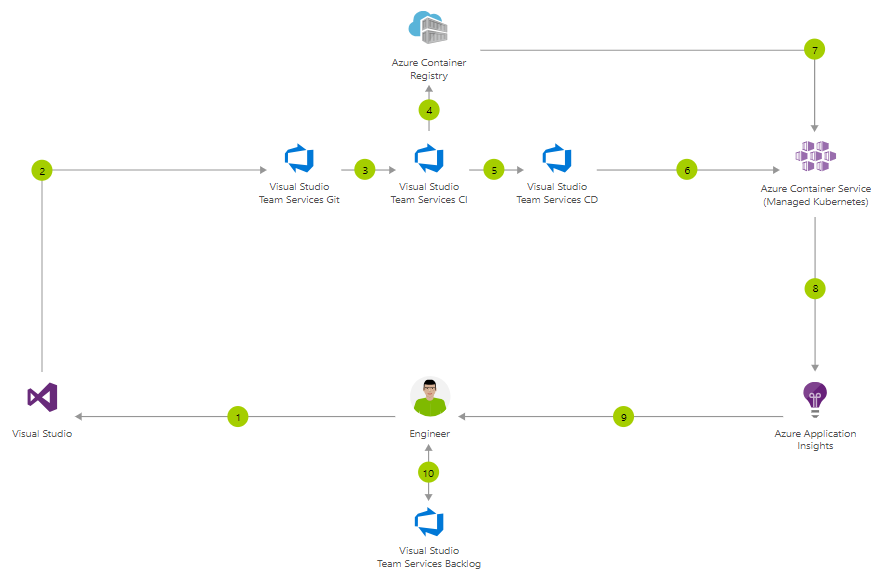 7
Azure Container
Registry
4
2
3
5
6
Visual Studio
Team Services Git
Visual Studio
Team Services CI
Visual Studio
Team Services CD
Azure Container Service
(Managed Kubernetes)
8
1
9
Visual Studio
Engineer
Azure Application
Insights
10
Visual Studio
Team Services Backlog